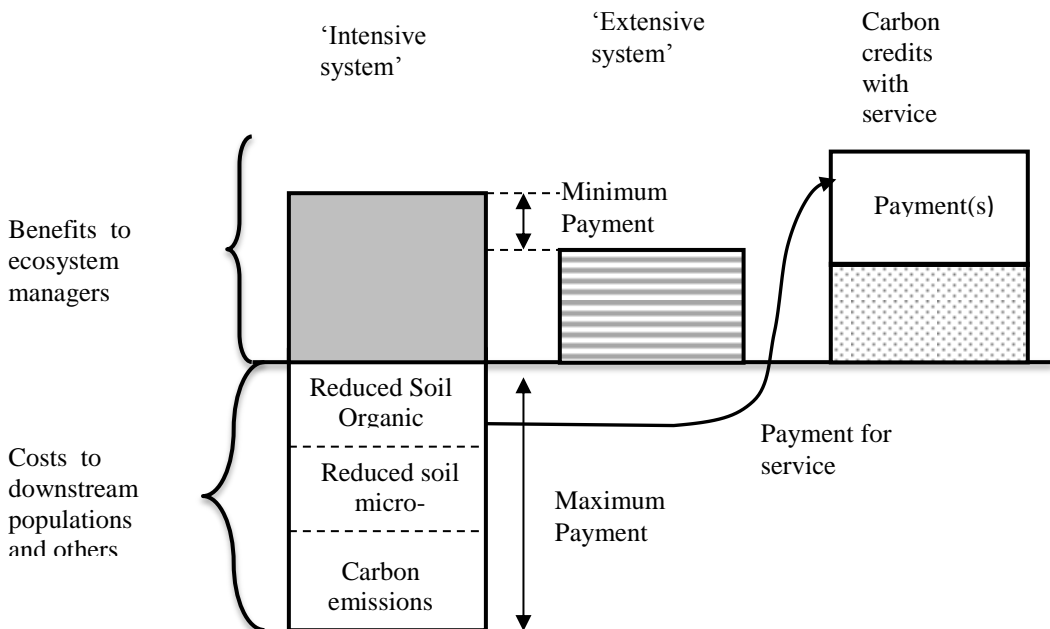 ‘Intensive
system’
‘Extensive
system’
Carbon
credits
with
service
Minimum
Payment
Payment(s)
Benefits to
ecosystem
managers
Reduced Soil
Organic
Reduced soil
micro-
Carbon
emissions
Costs to
downstream
populations
and others
Maximum
Payment
Payment for
service